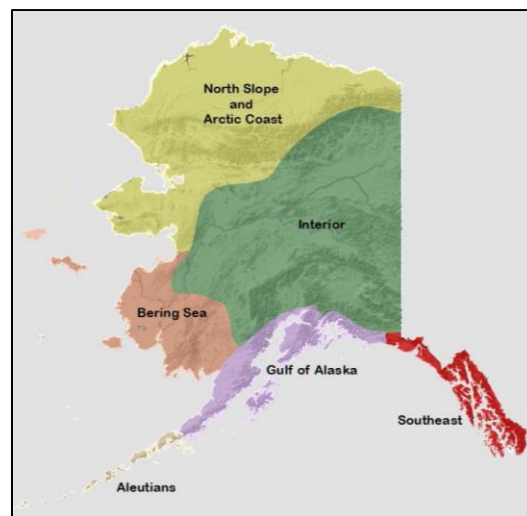 North Slope
and
Arctic Coast
Interior
Bering Sea
Gulf of Alaska
Southeast
Aleutians